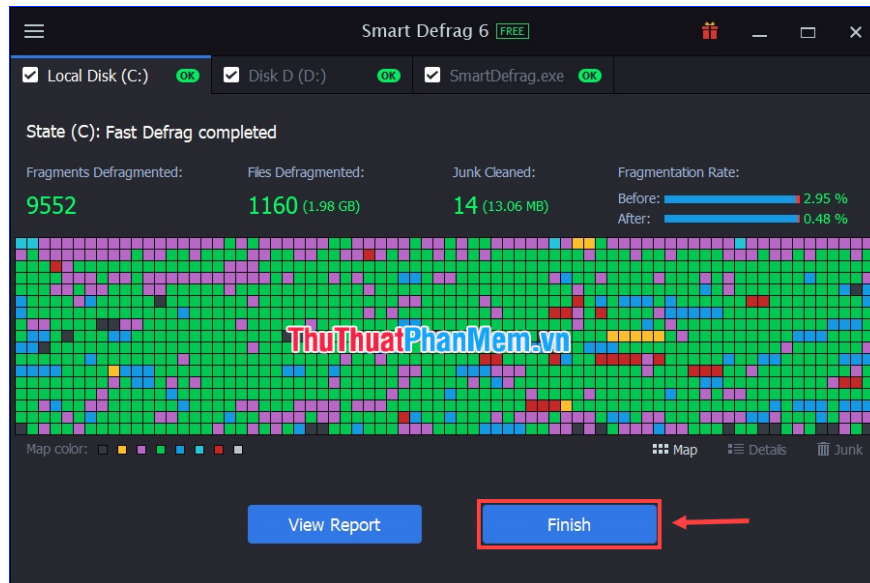 Smart Defrag 6 FREE
Local Disk (C:) OK Disk D (D:) OK SmartDefrag.exe OK
State (C): Fast Defrag completed
Fragments Defragmented: Files Defragmented: Junk Cleaned: Fragmentation Rate:
9552 1160 (1.98 GB) 14 (13.06 MB) Before: 2.95 %
After: 0.48 %
ThuThuatPhanMem.vn
Map color: Map Details Junk
View Report Finish